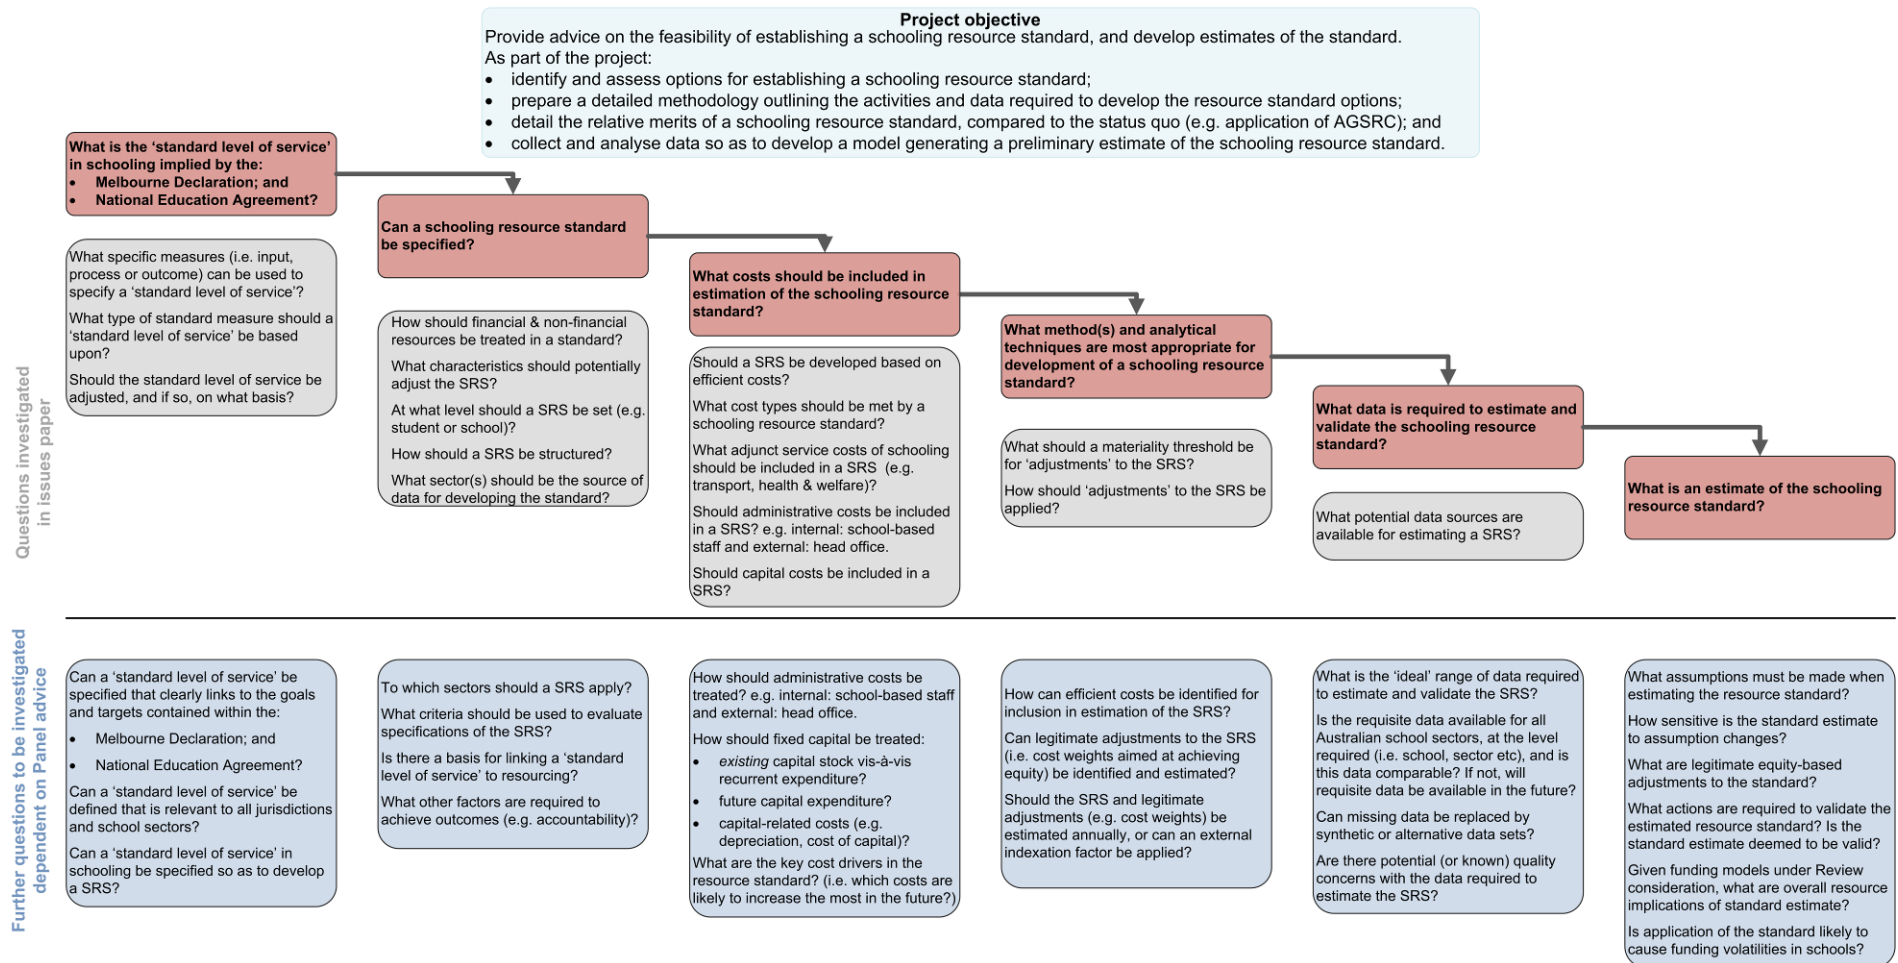 Project objective
Provide advice on the feasibility of establishing a schooling resource standard, and develop estimates of the standard.
As part of the project:
• identify and assess options for establishing a schooling resource standard;
• prepare a detailed methodology outlining the activities and data required to develop the resource standard options;
• detail the relative merits of a schooling resource standard, compared to the status quo (e.g. application of AGSRC); and
• collect and analyse data so as to develop a model generating a preliminary estimate of the schooling resource standard.
What is the ‘standard level of service’
in schooling implied by the:
• Melbourne Declaration; and
• National Education Agreement?
Can a schooling resource standard
be specified?
What costs should be included in
estimation of the schooling resource
standard?
What method(s) and analytical
techniques are most appropriate for
development of a schooling resource
standard?
What data is required to estimate and
validate the schooling resource
standard?
What is an estimate of the schooling
resource standard?
Questions investigated
in issues paper
What specific measures (i.e. input,
process or outcome) can be used to
specify a ‘standard level of service’?
What type of standard measure should a
‘standard level of service’ be based
upon?
Should the standard level of service be
adjusted, and if so, on what basis?
How should financial & non-financial
resources be treated in a standard?
What characteristics should potentially
adjust the SRS?
At what level should a SRS be set (e.g.
student or school)?
How should a SRS be structured?
What sector(s) should be the source of
data for developing the standard?
Should a SRS be developed based on
efficient costs?
What cost types should be met by a
schooling resource standard?
What adjunct service costs of schooling
should be included in a SRS (e.g.
transport, health & welfare)?
Should administrative costs be included
in a SRS? e.g. internal: school-based
staff and external: head office.
Should capital costs be included in a
SRS?
What should a materiality threshold be
for ‘adjustments’ to the SRS?
How should ‘adjustments’ to the SRS be
applied?
What potential data sources are
available for estimating a SRS?
Further questions to be investigated
dependent on Panel advice
Can a ‘standard level of service’ be
specified that clearly links to the goals
and targets contained within the:
• Melbourne Declaration; and
• National Education Agreement?
Can a ‘standard level of service’ be
defined that is relevant to all jurisdictions
and school sectors?
Can a ‘standard level of service’ in
schooling be specified so as to develop
a SRS?
To which sectors should a SRS apply?
What criteria should be used to evaluate
specifications of the SRS?
Is there a basis for linking a ‘standard
level of service’ to resourcing?
What other factors are required to
achieve outcomes (e.g. accountability)?
How should administrative costs be
treated? e.g. internal: school-based staff
and external: head office.
How should fixed capital be treated:
• existing capital stock vis-à-vis
recurrent expenditure?
• future capital expenditure?
• capital-related costs (e.g.
depreciation, cost of capital)?
What are the key cost drivers in the
resource standard? (i.e. which costs are
likely to increase the most in the future?)
How can efficient costs be identified for
inclusion in estimation of the SRS?
Can legitimate adjustments to the SRS
(i.e. cost weights aimed at achieving
equity) be identified and estimated?
Should the SRS and legitimate
adjustments (e.g. cost weights) be
estimated annually, or can an external
indexation factor be applied?
What is the ‘ideal’ range of data required
to estimate and validate the SRS?
Is the requisite data available for all
Australian school sectors, at the level
required (i.e. school, sector etc), and is
this data comparable? If not, will
requisite data be available in the future?
Can missing data be replaced by
synthetic or alternative data sets?
Are there potential (or known) quality
concerns with the data required to
estimate the SRS?
What assumptions must be made when
estimating the resource standard?
How sensitive is the standard estimate
to assumption changes?
What are legitimate equity-based
adjustments to the standard?
What actions are required to validate the
estimated resource standard? Is the
standard estimate deemed to be valid?
Given funding models under Review
consideration, what are overall resource
implications of standard estimate?
Is application of the standard likely to
cause funding volatilities in schools?